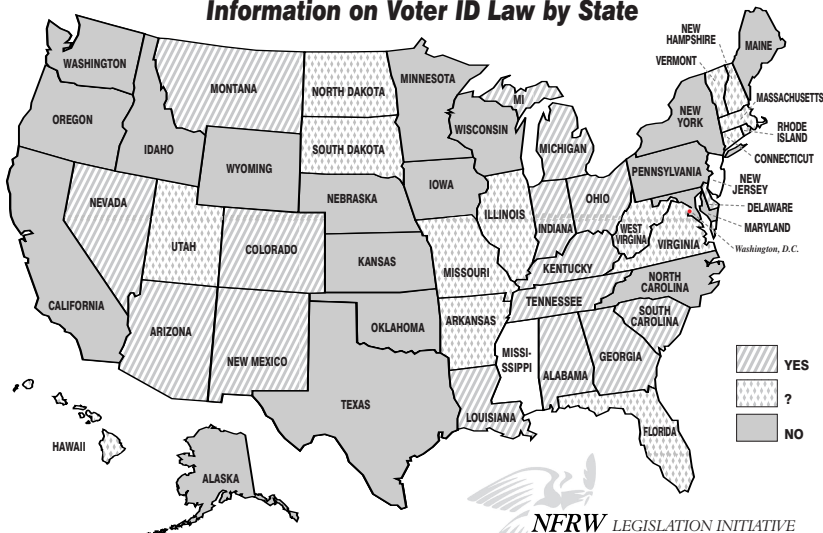 Information on Voter ID Law by State
WASHINGTON
MONTANA
NORTH DAKOTA
MINNESOTA
MAINE
NEW
HAMPSHIRE
VERMONT
MASSACHUSETTS
OREGON
IDAHO
WYOMING
SOUTH DAKOTA
WISCONSIN
MI
MICHIGAN
NEW
YORK
RHODE
ISLAND
CONNECTICUT
NEVADA
UTAH
COLORADO
NEBRASKA
IOWA
ILLINOIS
INDIANA
OHIO
PENNSYLVANIA
NEW
JERSEY
DELAWARE
MARYLAND
Washington, D.C.
WEST
VIRGINA
VIRGINIA
CALIFORNIA
KANSAS
MISSOURI
KENTUCKY
NORTH
CAROLINA
TENNESSEE
SOUTH
CAROLINA
ARIZONA
NEW MEXICO
OKLAHOMA
ARKANSAS
MISSI-
SSIPPI
ALABAMA
GEORGIA
TEXAS
LOUISIANA
FLORIDA
HAWAII
ALASKA
YES
?
NO
NFRW LEGISLATION INITIATIVE